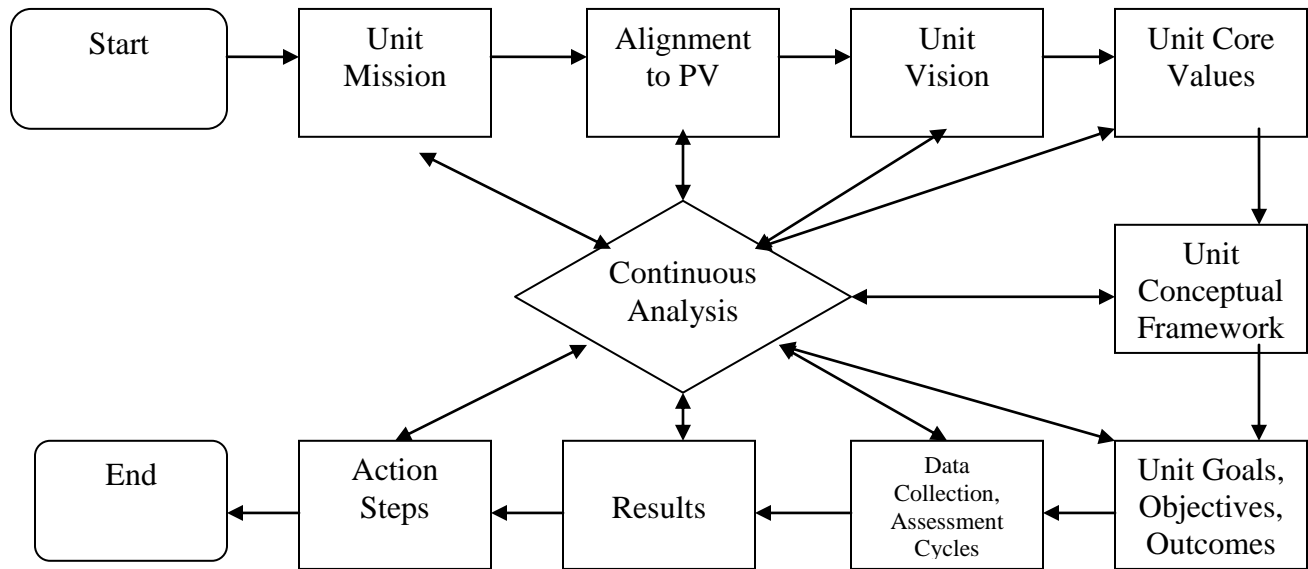 Start
Unit
Mission
Alignment
to PV
Unit
Vision
Unit Core
Values
Continuous
Analysis
Unit
Conceptual
Framework
End
Action
Steps
Results
Data
Collection,
Assessment
Cycles
Unit Goals,
Objectives,
Outcomes